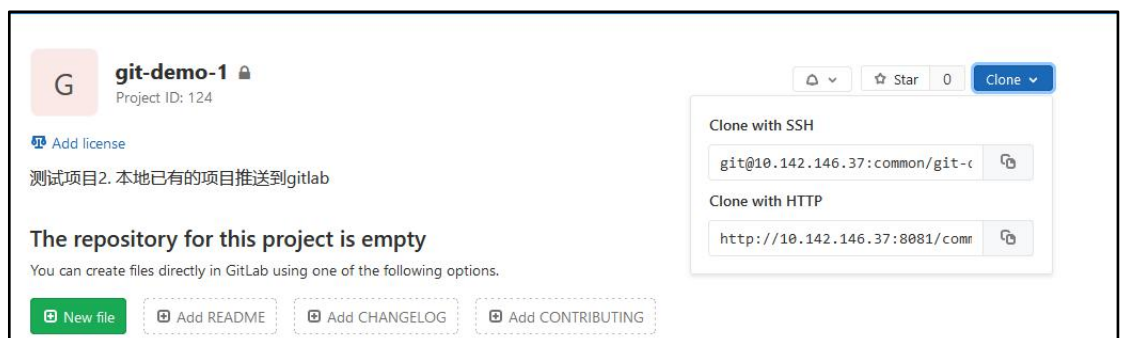 G
git-demo-1
Project ID: 124
Star 0 Clone
Add license
测试项目2. 本地已有的项目推送到gitlab
Clone with SSH
git@10.142.146.37:common/git-
Clone with HTTP
http://10.142.146.37:8081/com
The repository for this project is empty
You can create files directly in GitLab using one of the following options.
New file Add README Add CHANGELOG Add CONTRIBUTING